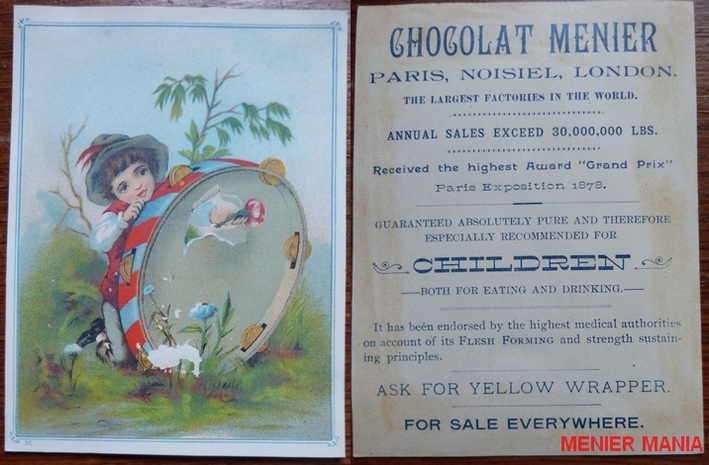 CHOCOLAT MENIER
PARIS, NOISIEL, LONDON.
THE LARGEST FACTORIES IN THE WORLD.
ANNUAL SALES EXCEED 30,000,000 LBS.
Received the highest Award "Grand Prix"
Paris Exposition 1878.
GUARANTEED ABSOLUTELY PURE AND THEREFORE
ESPECIALLY RECOMMENDED FOR
CHILDREN
BOTH FOR EATING AND DRINKING.
It has been endorsed by the highest medical authorities
on account of its FLESH FORMING and strength sustain-
ing principles.
ASK FOR YELLOW WRAPPER.
FOR SALE EVERYWHERE.
MENIER MANIA